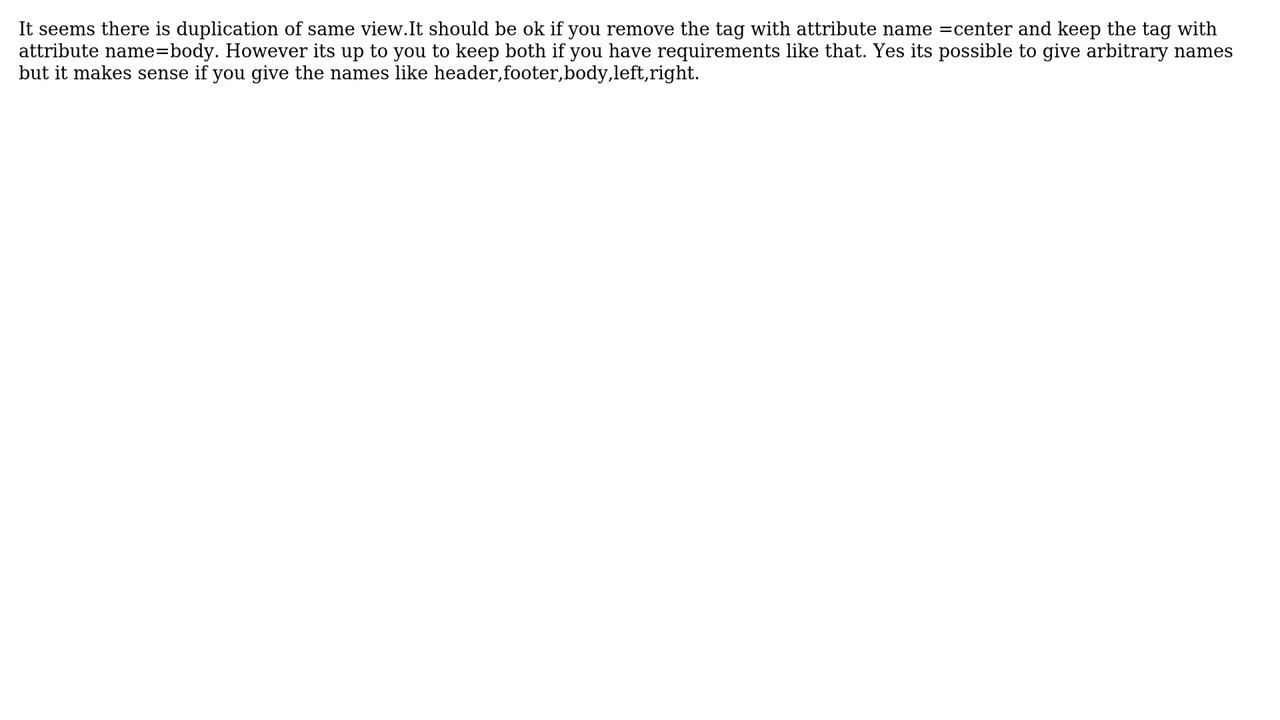 It seems there is duplication of same view.It should be ok if you remove the tag with attribute name =center and keep the tag with
attribute name=body. However its up to you to keep both if you have requirements like that. Yes its possible to give arbitrary names
but it makes sense if you give the names like header,footer,body,left,right.